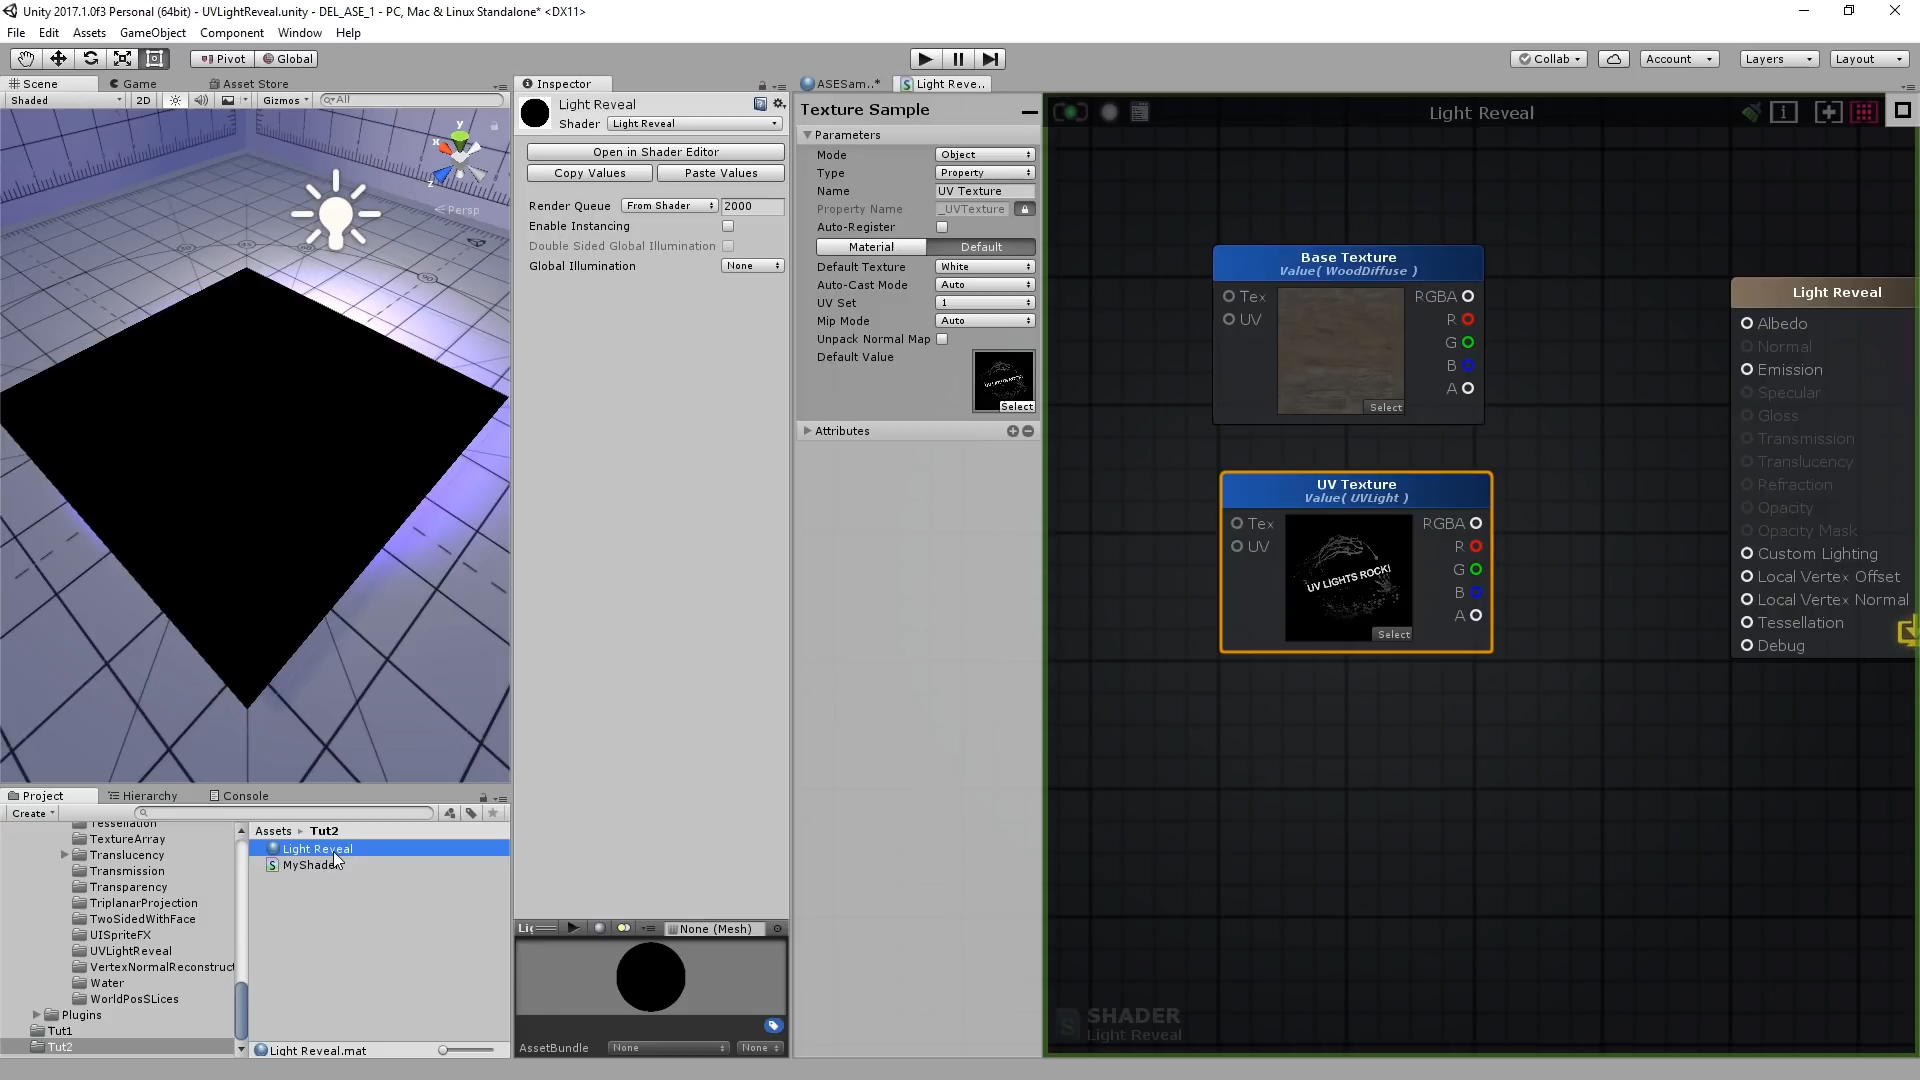 Unity 2017.1.0f3 Personal (64bit) - UVLightReveal.unity - DEL_ASE_1 - PC, Mac & Linux Standalone* <DX11>
File Edit Assets GameObject Component Window Help
Pivot Global Collab Account Layers Layout
Scene Game Asset Store
Shaded 2D Gizmos All
y
x
z
Persp
90
Inspector
Light Reveal
Shader Light Reveal
Open in Shader Editor
Copy Values Paste Values
Render Queue From Shader 2000
Enable Instancing
Double Sided Global Illumination
Global Illumination None
None (Mesh)
AssetBundle None None
ASESam..* Light Reve..
Texture Sample
Parameters
Mode Object
Type Property
Name UV Texture
Property Name _UVTexture
Auto-Register
Material Default
Default Texture White
Auto-Cast Mode Auto
UV Set 1
Mip Mode Auto
Unpack Normal Map
Default Value
Select
Attributes
Light Reveal
Base Texture
Value( WoodDiffuse )
Tex RGBA
UV R
G
B
A
Select
UV Texture
Value( UVLight )
Tex RGBA
UV R
G
B
A
UV LIGHTS ROCK!
Select
Light Reveal
Albedo
Normal
Emission
Specular
Gloss
Transmission
Translucency
Refraction
Opacity
Opacity Mask
Custom Lighting
Local Vertex Offset
Local Vertex Normal
Tessellation
Debug
SHADER
Light Reveal
Project Hierarchy Console
Create
Tessellation
TextureArray
Translucency
Transmission
Transparency
TriplanarProjection
TwoSidedWithFace
UISpriteFX
UVLightReveal
VertexNormalReconstruct
Water
WorldPosSLices
Plugins
Tut1
Tut2
Assets Tut2
Light Reveal
MyShader
Light Reveal.mat